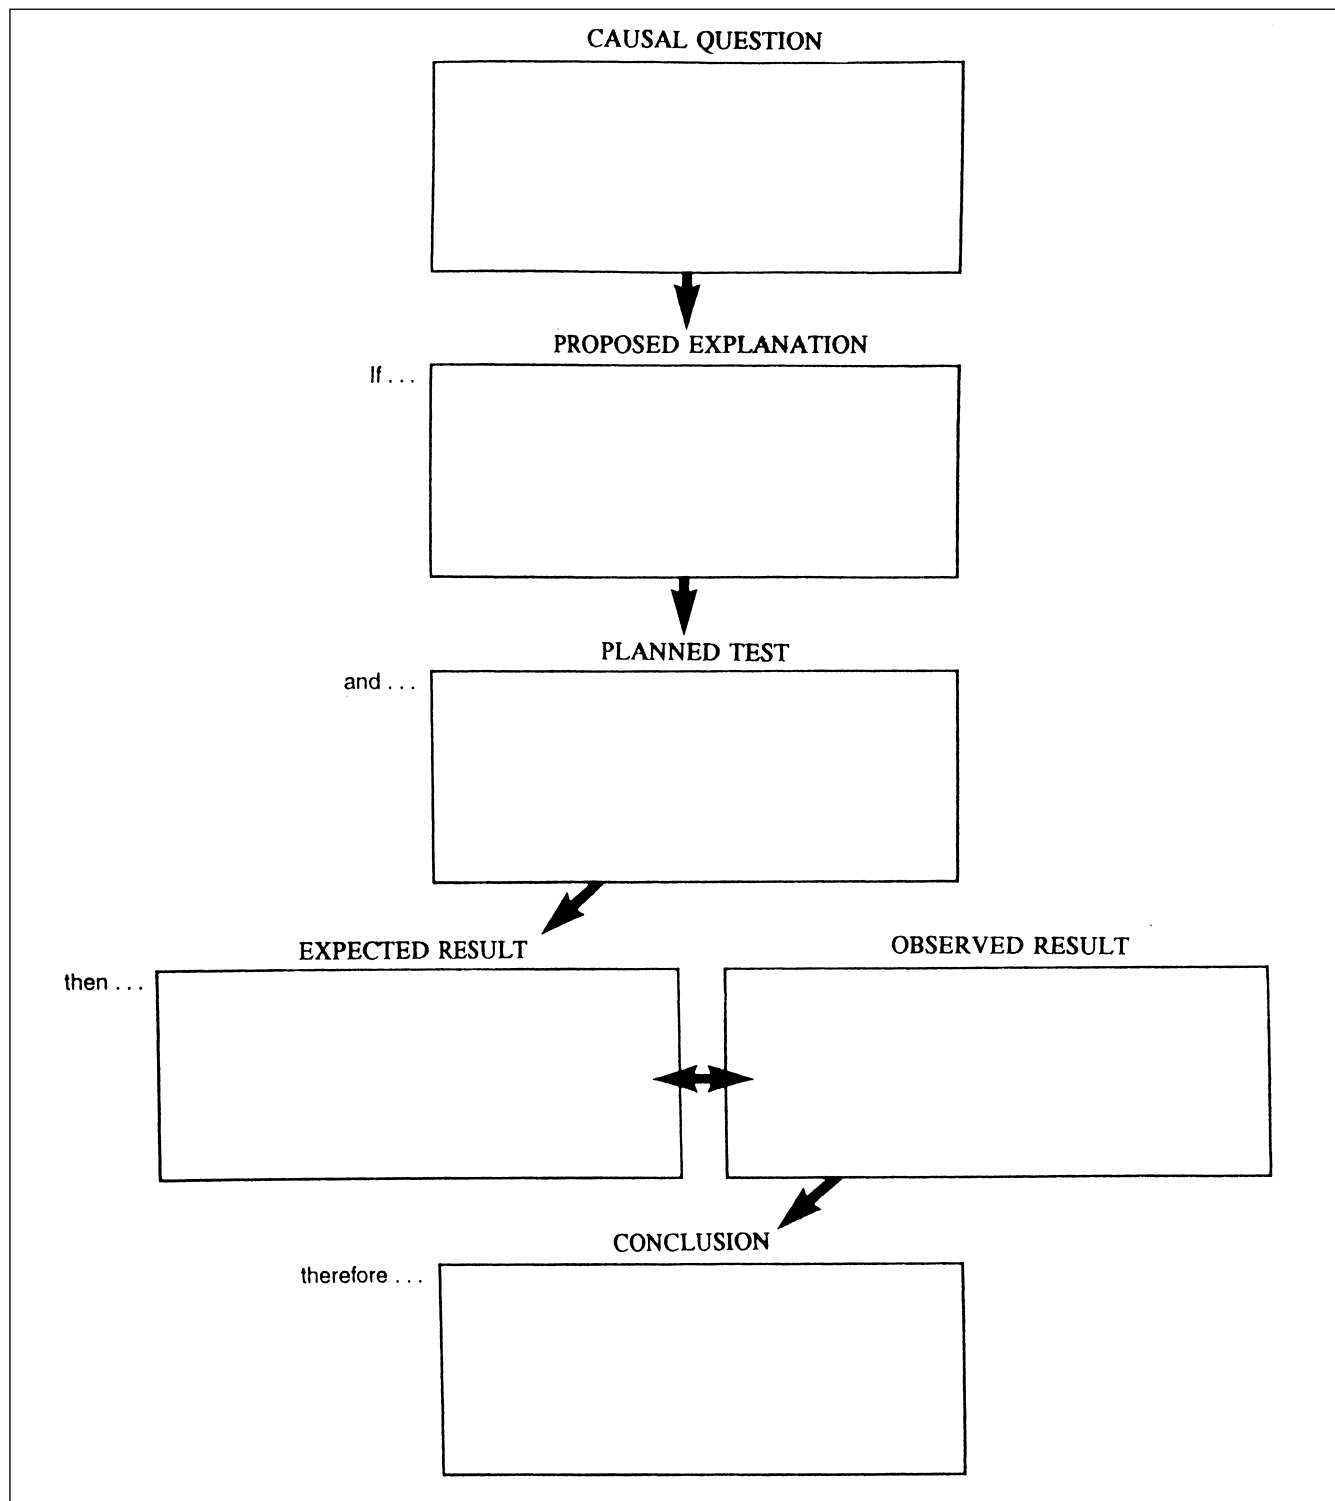 CAUSAL QUESTION
PROPOSED EXPLANATION
If . . .
PLANNED TEST
and . . .
EXPECTED RESULT
OBSERVED RESULT
then . . .
CONCLUSION
therefore . . .